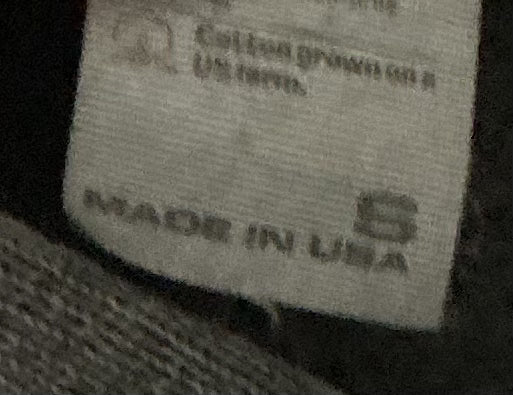 Cotton grown on a
US farm.
S
MADE IN USA